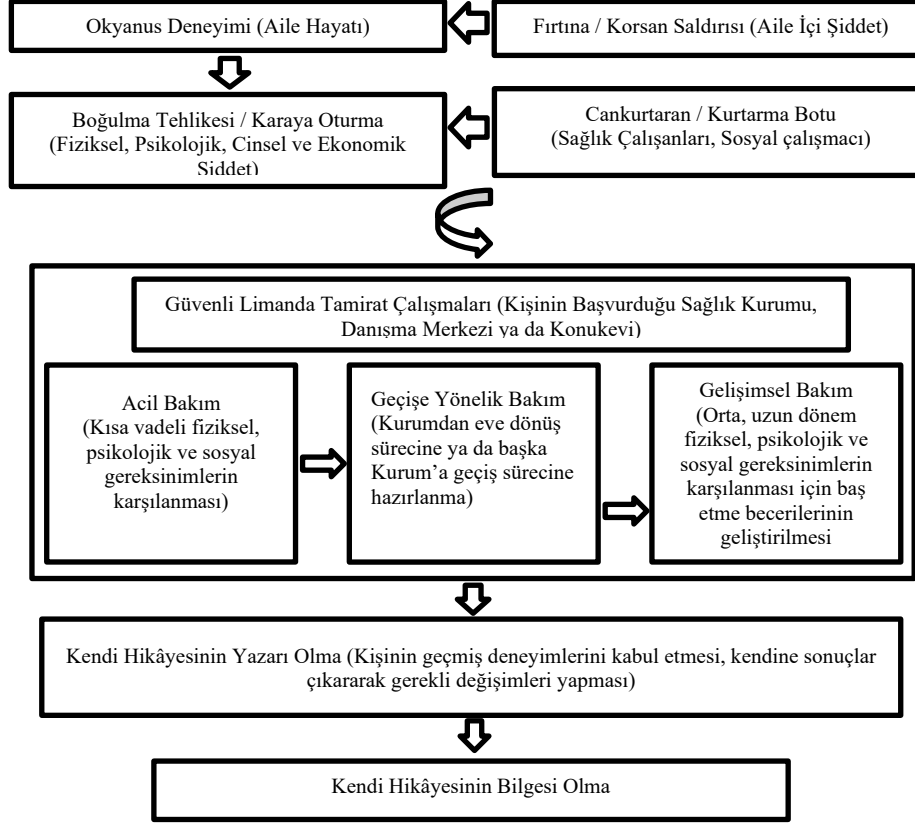 Okyanus Deneyimi (Aile Hayatı)
Fırtına / Korsan Saldırısı (Aile İçi Şiddet)
Boğulma Tehlikesi / Karaya Oturma
(Fiziksel, Psikolojik, Cinsel ve Ekonomik
Şiddet)
Cankurtaran / Kurtarma Botu
(Sağlık Çalışanları, Sosyal çalışmacı)
Güvenli Limanda Tamirat Çalışmaları (Kişinin Başvurduğu Sağlık Kurumu,
Danışma Merkezi ya da Konukevi)
Acil Bakım
(Kısa vadeli fiziksel,
psikolojik ve sosyal
gereksinimlerin
karşılanması)
Geçişe Yönelik Bakım
(Kurumdan eve dönüş
sürecine ya da başka
Kurum’a geçiş sürecine
hazırlanma)
Gelişimsel Bakım
(Orta, uzun dönem
fiziksel, psikolojik ve
sosyal gereksinimlerin
karşılanması için baş
etme becerilerinin
geliştirilmesi
Kendi Hikâyesinin Yazarı Olma (Kişinin geçmiş deneyimlerini kabul etmesi, kendine sonuçlar
çıkararak gerekli değişimleri yapması)
Kendi Hikâyesinin Bilgesi Olma